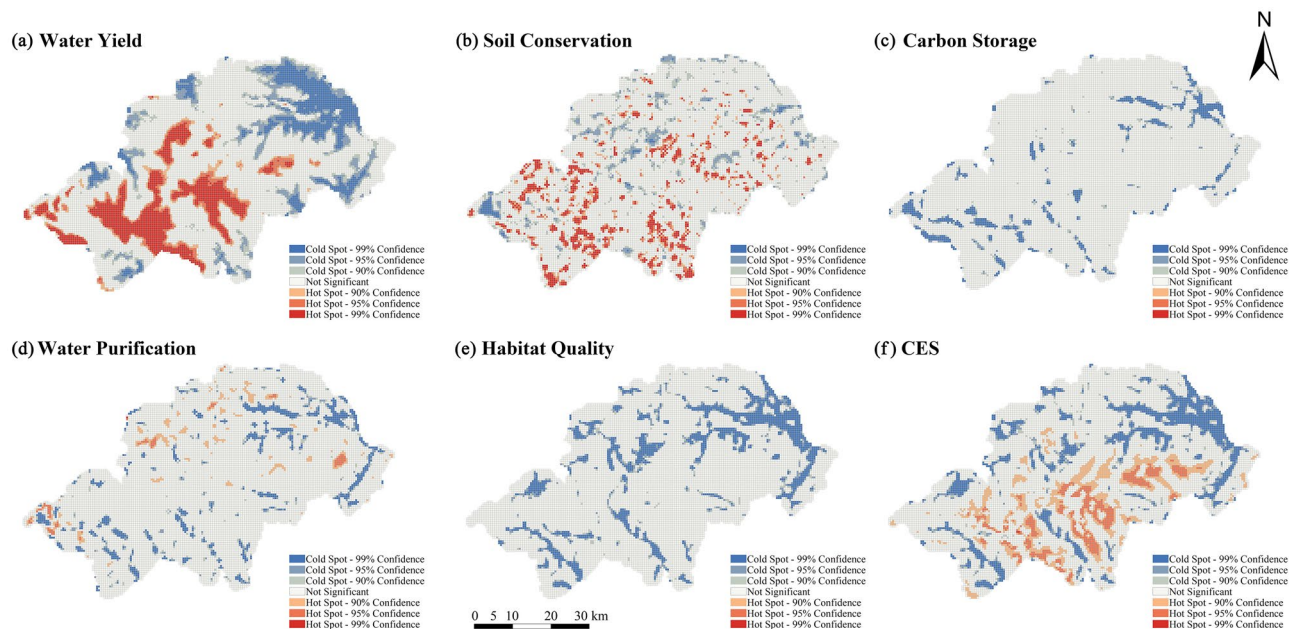 N
(a) Water Yield
(b) Soil Conservation
(c) Carbon Storage
Cold Spot - 99% Confidence
Cold Spot - 95% Confidence
Cold Spot - 90% Confidence
Not Significant
Hot Spot - 90% Confidence
Hot Spot - 95% Confidence
Hot Spot - 99% Confidence
Cold Spot - 99% Confidence
Cold Spot - 95% Confidence
Cold Spot - 90% Confidence
Not Significant
Hot Spot - 90% Confidence
Hot Spot - 95% Confidence
Hot Spot - 99% Confidence
Cold Spot - 99% Confidence
Cold Spot - 95% Confidence
Cold Spot - 90% Confidence
Not Significant
Hot Spot - 90% Confidence
Hot Spot - 95% Confidence
Hot Spot - 99% Confidence
(d) Water Purification
(e) Habitat Quality
(f) CES
Cold Spot - 99% Confidence
Cold Spot - 95% Confidence
Cold Spot - 90% Confidence
Not Significant
Hot Spot - 90% Confidence
Hot Spot - 95% Confidence
Hot Spot - 99% Confidence
Cold Spot - 99% Confidence
Cold Spot - 95% Confidence
Cold Spot - 90% Confidence
Not Significant
Hot Spot - 90% Confidence
Hot Spot - 95% Confidence
Hot Spot - 99% Confidence
Cold Spot - 99% Confidence
Cold Spot - 95% Confidence
Cold Spot - 90% Confidence
Not Significant
Hot Spot - 90% Confidence
Hot Spot - 95% Confidence
Hot Spot - 99% Confidence
0 5 10 20 30 km